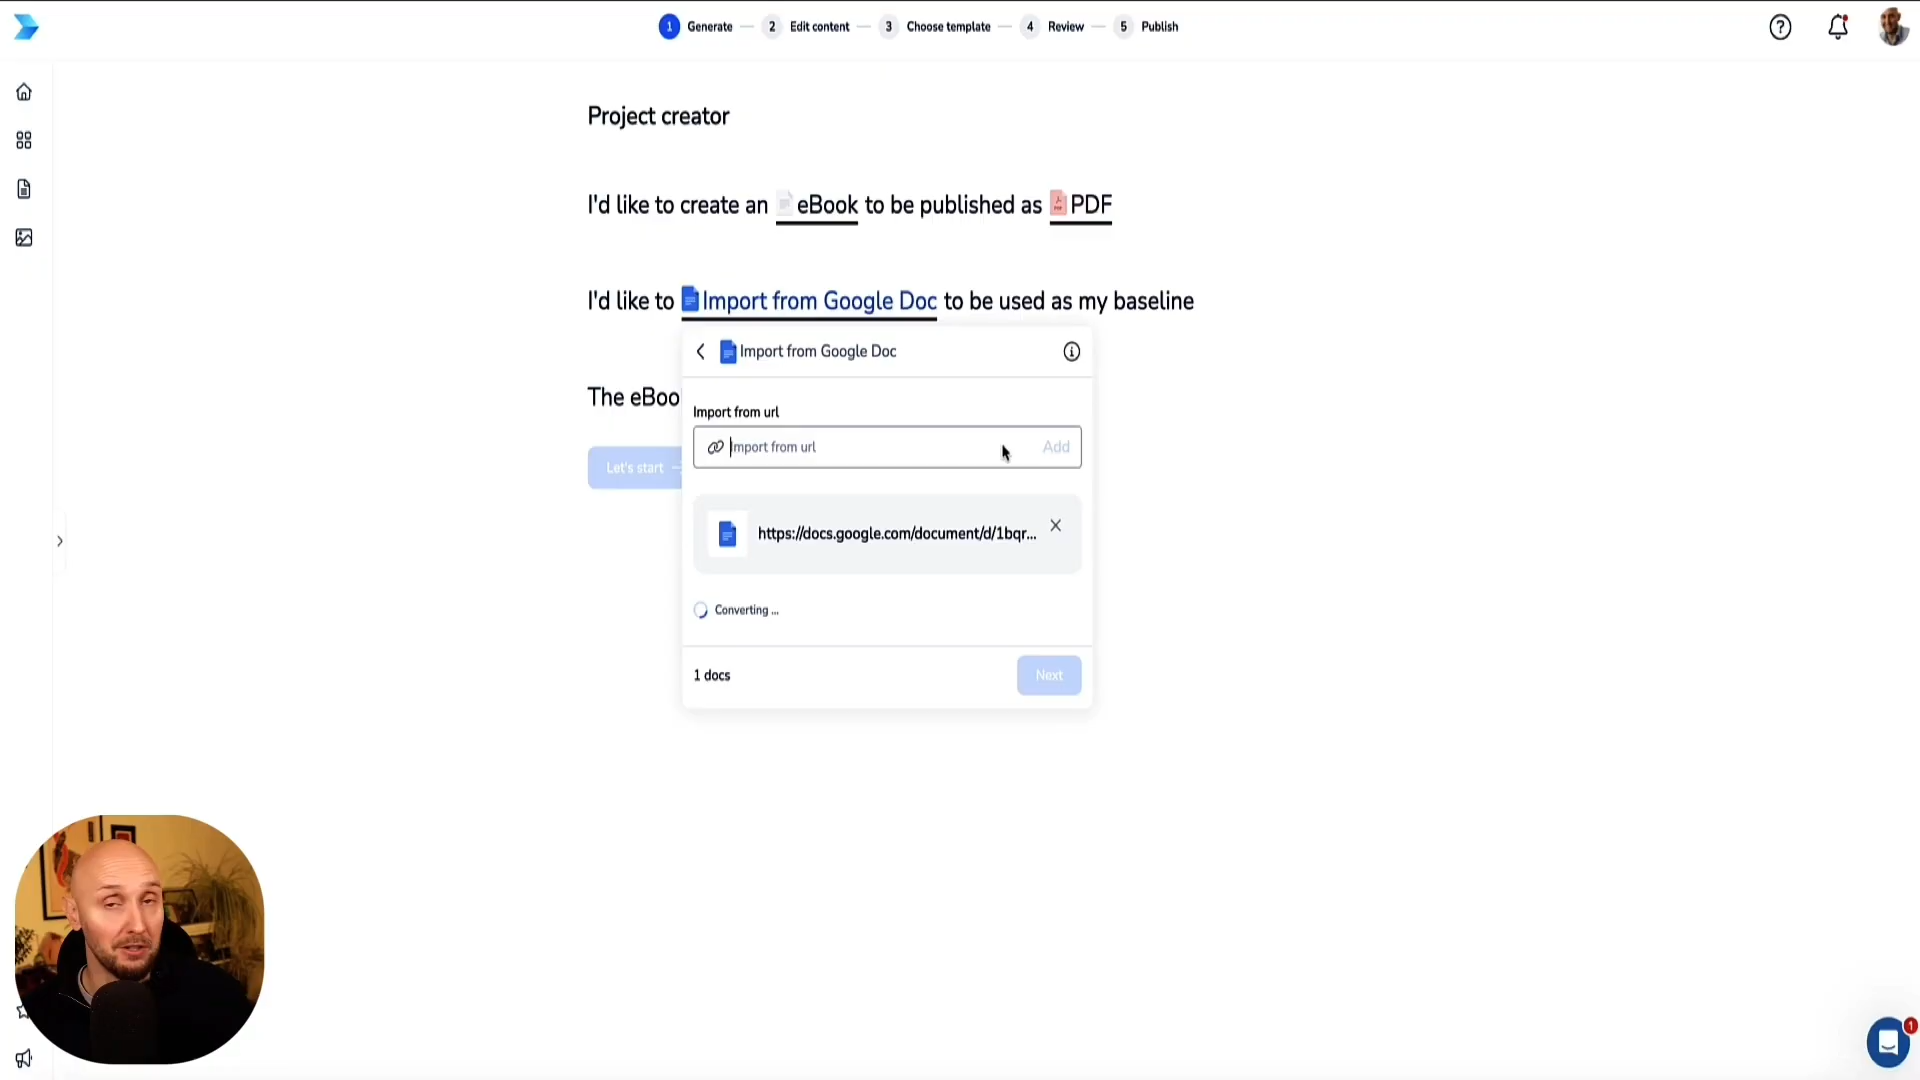 1 Generate 2 Edit content 3 Choose template 4 Review 5 Publish
Project creator
I'd like to create an eBook to be published as PDF
I'd like to Import from Google Doc to be used as my baseline
Import from Google Doc
The eBoo
Import from url
Import from url Add
Let's start
https://docs.google.com/document/d/1bqr...
Converting ...
1 docs Next
1